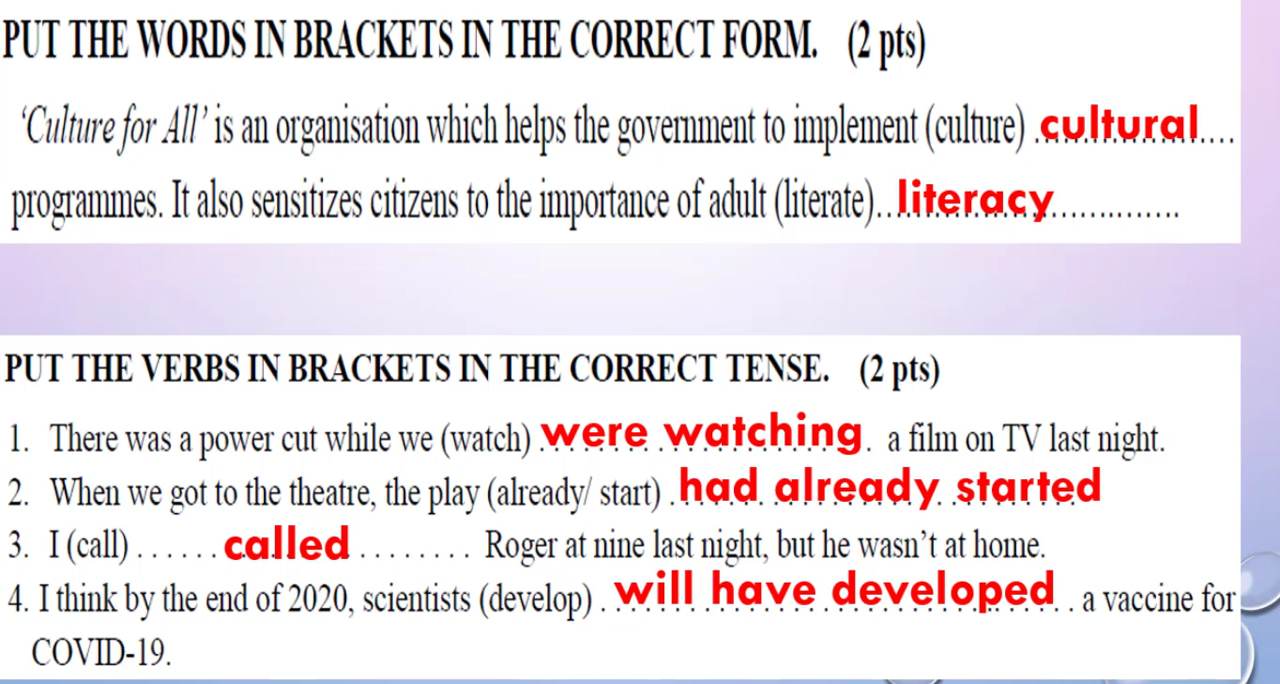 PUT THE WORDS IN BRACKETS IN THE CORRECT FORM. (2 pts)
‘Culture for All’ is an organisation which helps the government to implement (culture) .cultural....
programmes. It also sensitizes citizens to the importance of adult (literate)..literacy............
PUT THE VERBS IN BRACKETS IN THE CORRECT TENSE. (2 pts)
1. There was a power cut while we (watch) .were watching. a film on TV last night.
2. When we got to the theatre, the play (already/ start) .had already started
3. I (call) . . . . . . called . . . . . . . . Roger at nine last night, but he wasn’t at home.
4. I think by the end of 2020, scientists (develop) . will have developed . . a vaccine for
COVID-19.